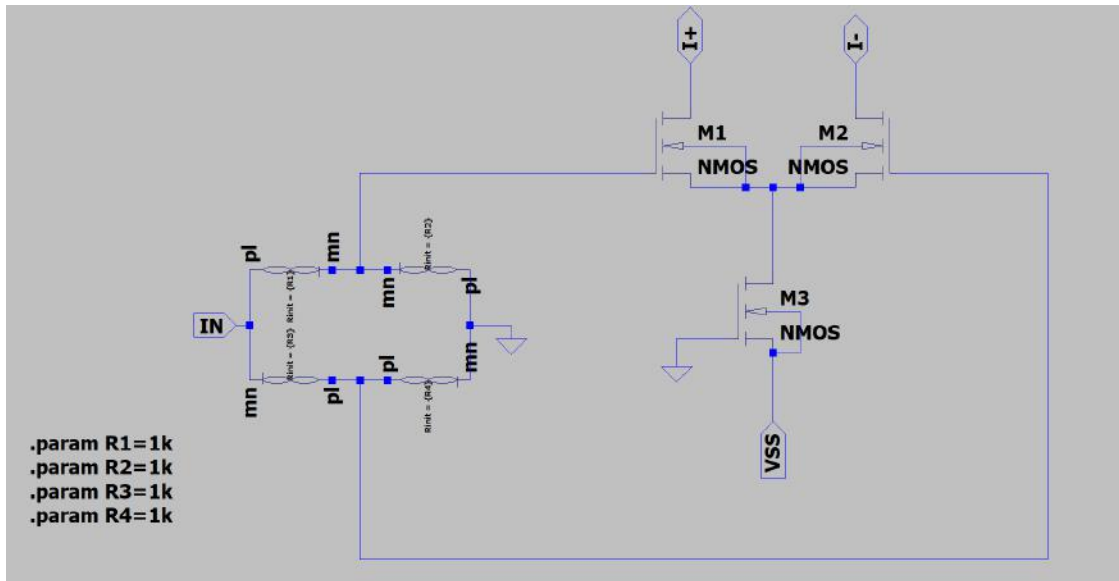 I+
I-
M1
M2
NMOS
NMOS
pl
mn
Rinit = {R2}
Rinit = {R1}
mn
pl
M3
IN
NMOS
Rinit = {R3}
pl
pl
mn
mn
Rinit = {R4}
VSS
.param R1=1k
.param R2=1k
.param R3=1k
.param R4=1k